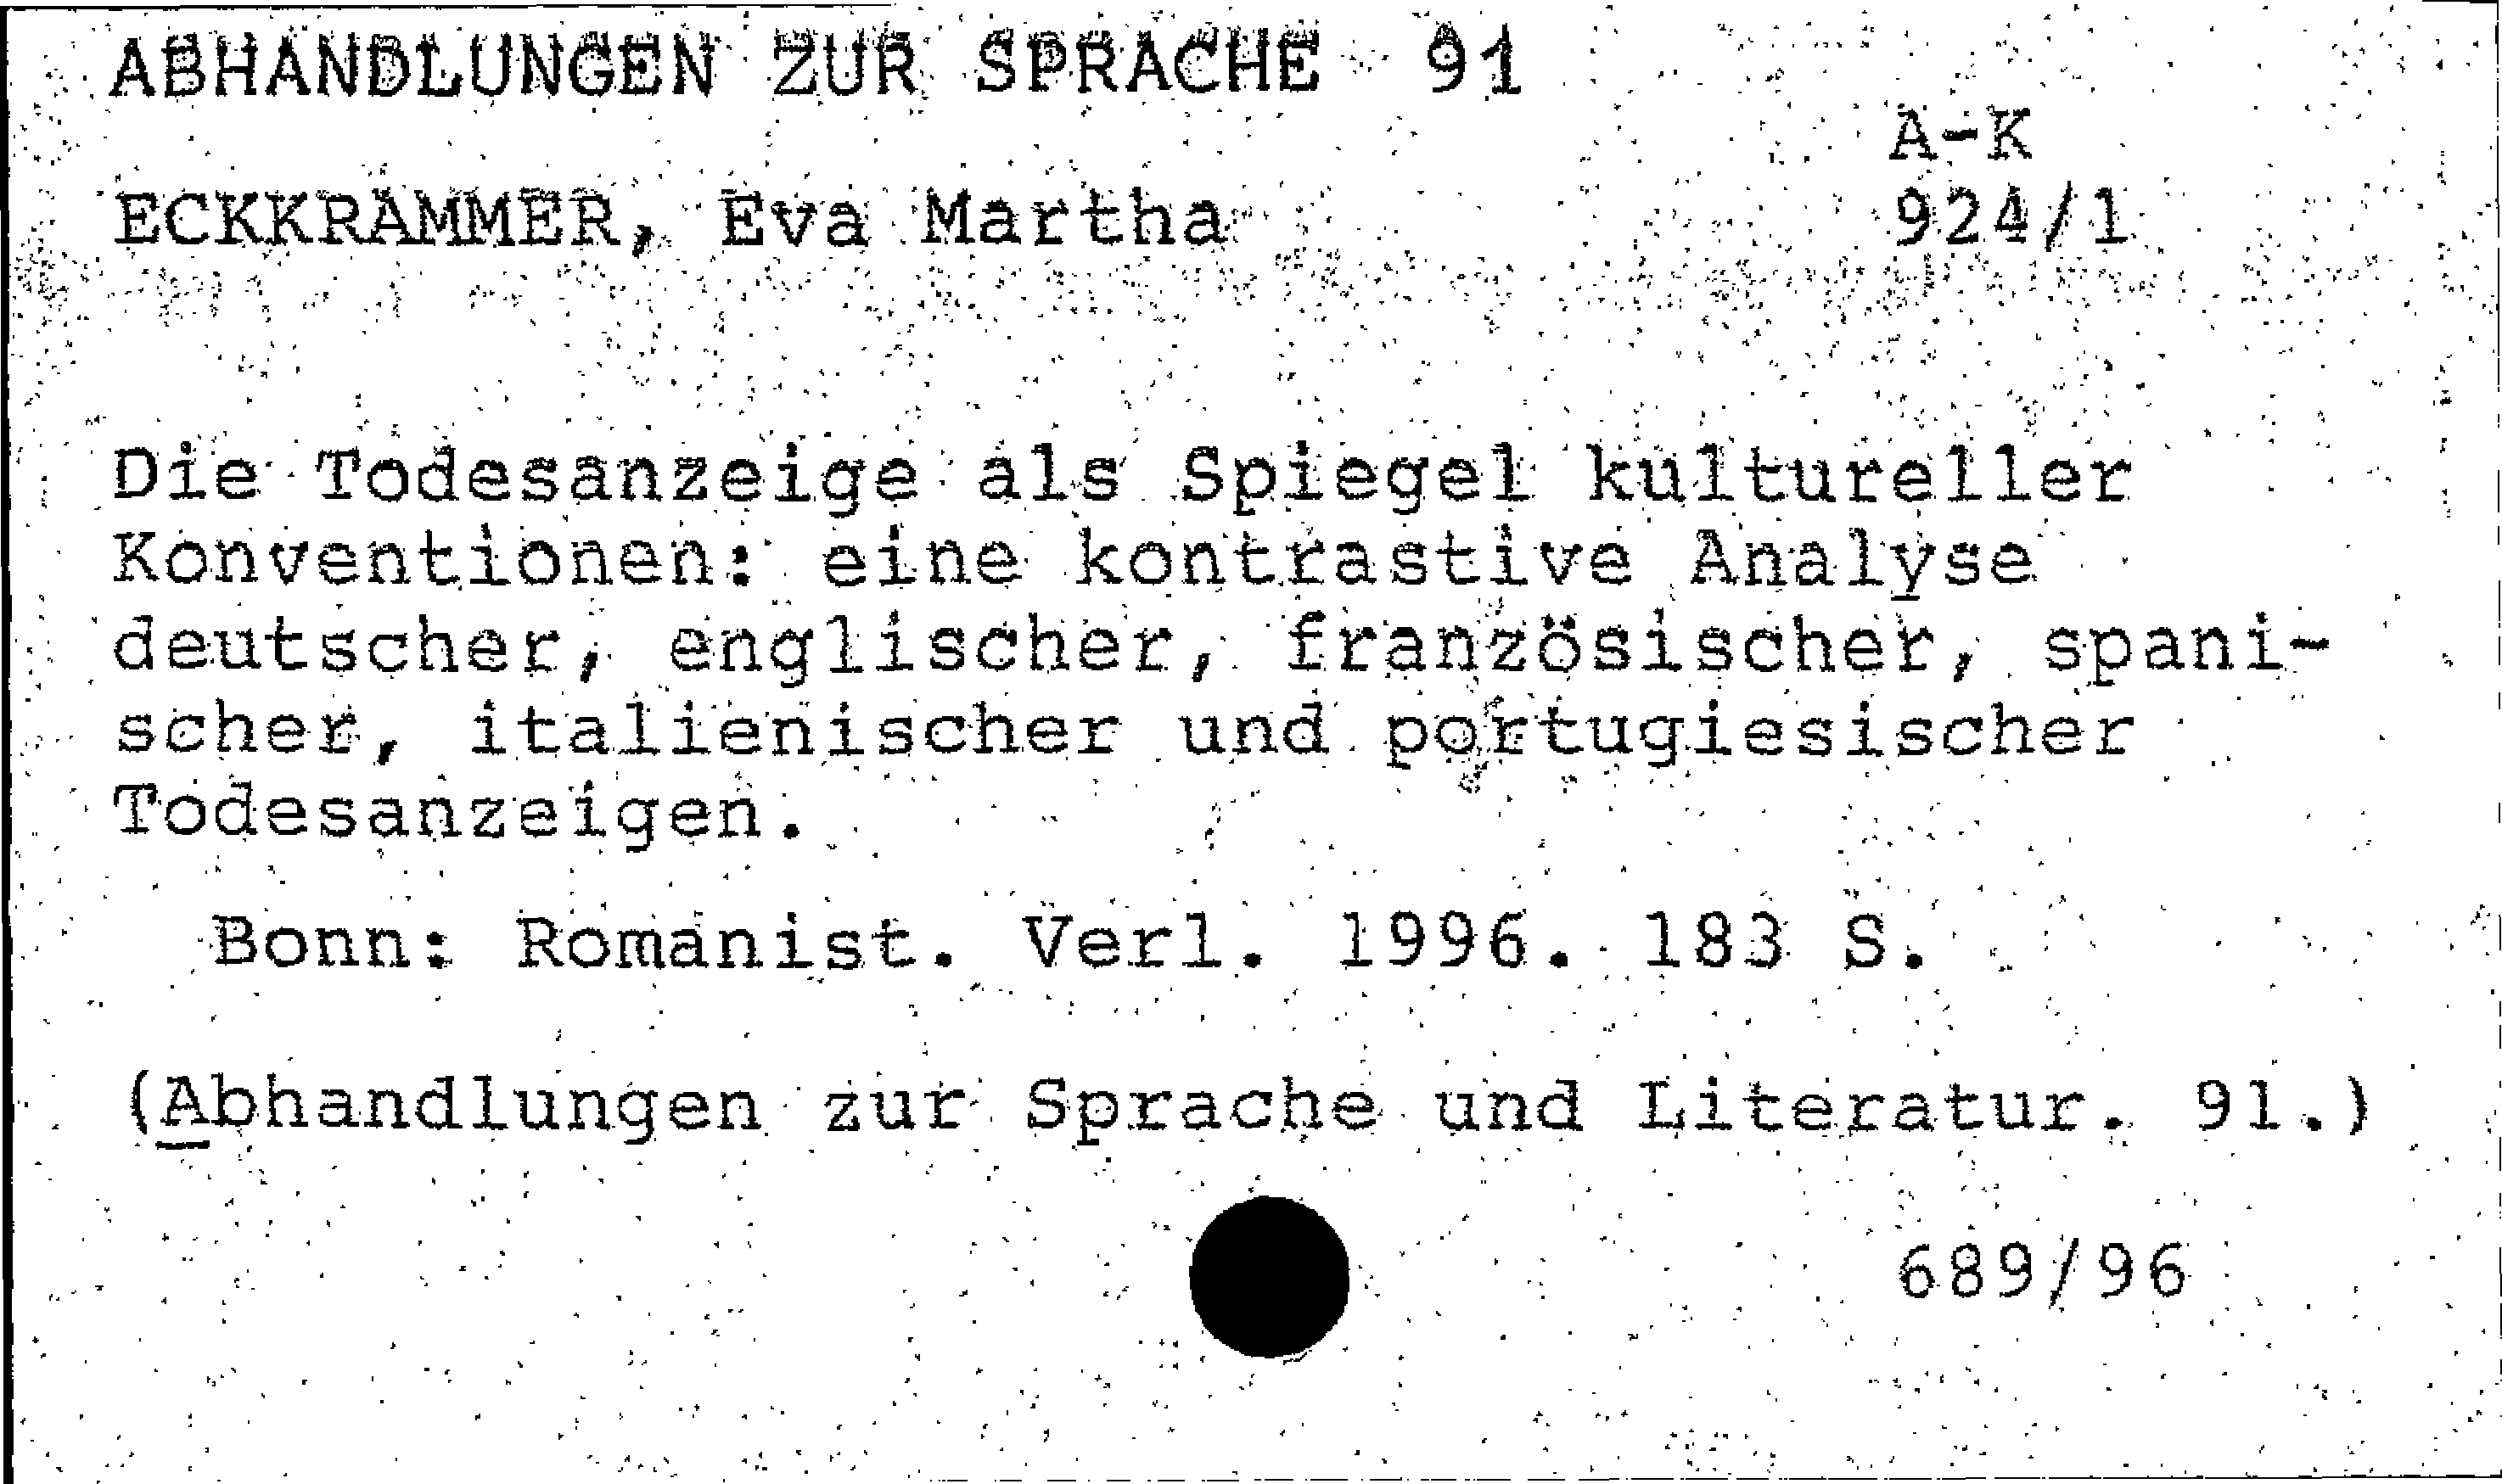 ABHANDLUNGEN ZUR SPRACHE 91
A-K
ECKKRAMMER, Eva Martha 924/1
Die Todesanzeige als Spiegel kultureller
Konventionen: eine kontrastive Analyse
deutscher, englischer, französischer, spani-
scher, italienischer und portugiesischer
Todesanzeigen.
Bonn: Romanist. Verl. 1996. 183 S.
(Abhandlungen zur Sprache und Literatur. 91.)
689/96